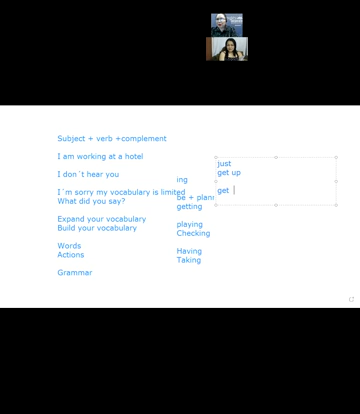 Subject + verb +complement
I am working at a hotel
I don´t hear you
I´m sorry my vocabulary is limited
What did you say?
Expand your vocabulary
Build your vocabulary
Words
Actions
Grammar
ing
be +
getting
playing
Checking
Having
Taking
just
get up
get